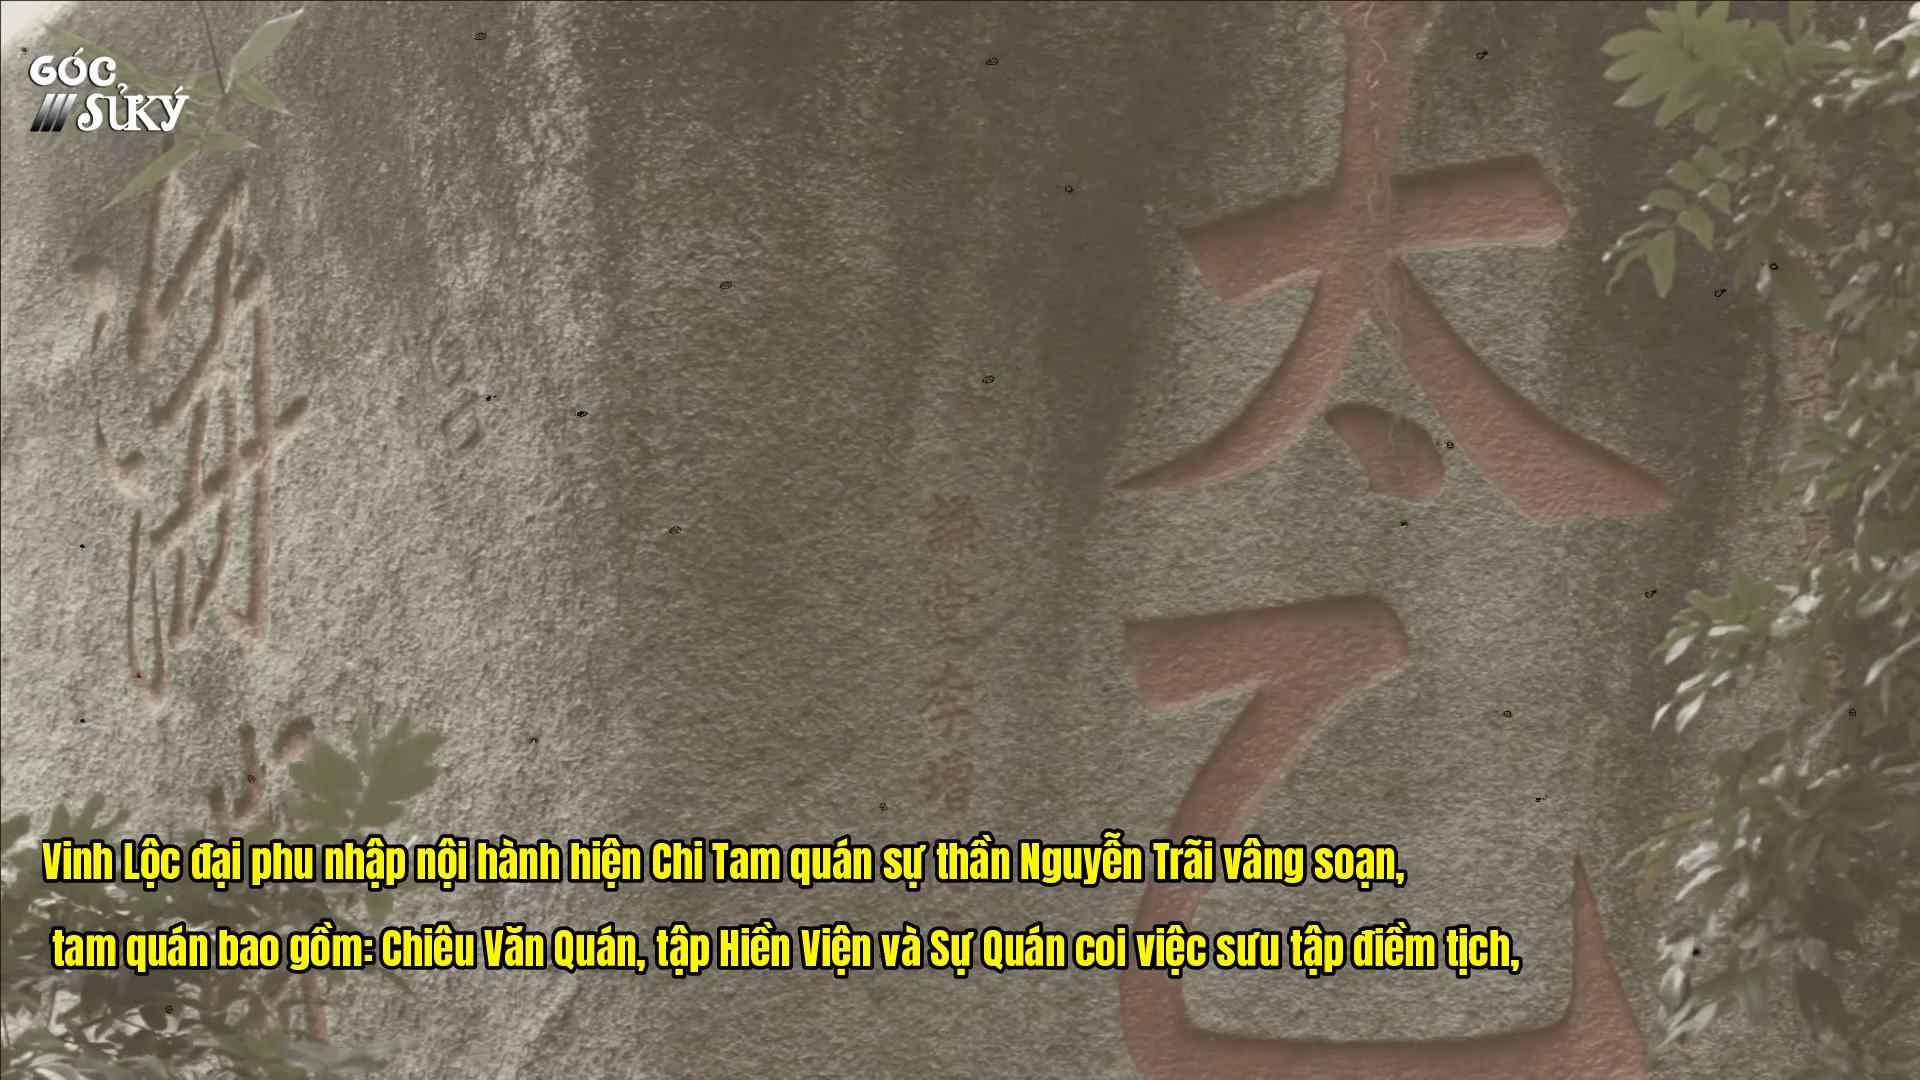 GÓC
SỬ KÝ
太
乙
Vinh Lộc đại phu nhập nội hành hiện Chi Tam quán sự thần Nguyễn Trãi vâng soạn,
tam quán bao gồm: Chiêu Văn Quán, tập Hiền Viện và Sự Quán coi việc sưu tập điềm tịch,